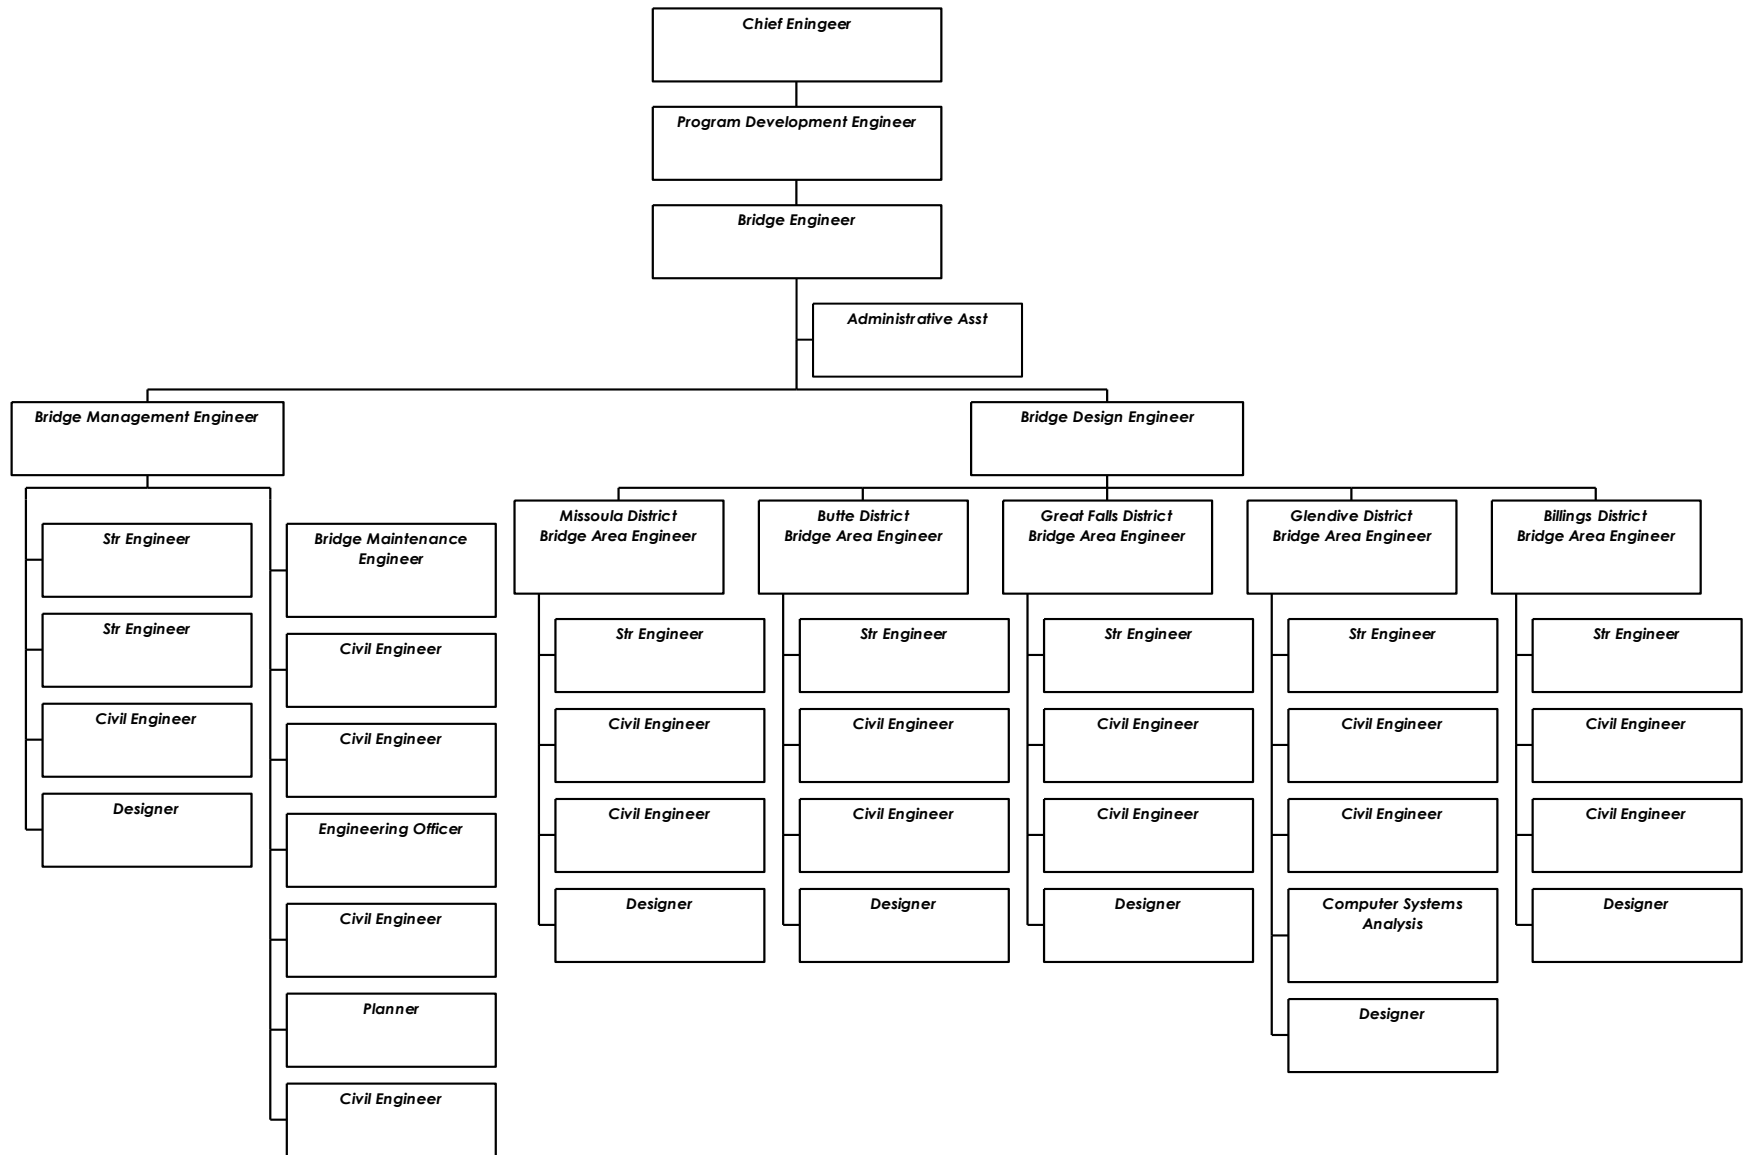 Chief Eningeer
Program Development Engineer
Bridge Engineer
Administrative Asst
Bridge Management Engineer
Bridge Design Engineer
Str Engineer
Str Engineer
Civil Engineer
Designer
Bridge Maintenance
Engineer
Civil Engineer
Civil Engineer
Engineering Officer
Civil Engineer
Planner
Civil Engineer
Missoula District
Bridge Area Engineer
Str Engineer
Civil Engineer
Civil Engineer
Designer
Butte District
Bridge Area Engineer
Str Engineer
Civil Engineer
Civil Engineer
Designer
Great Falls District
Bridge Area Engineer
Str Engineer
Civil Engineer
Civil Engineer
Designer
Glendive District
Bridge Area Engineer
Str Engineer
Civil Engineer
Civil Engineer
Computer Systems
Analysis
Designer
Billings District
Bridge Area Engineer
Str Engineer
Civil Engineer
Civil Engineer
Designer